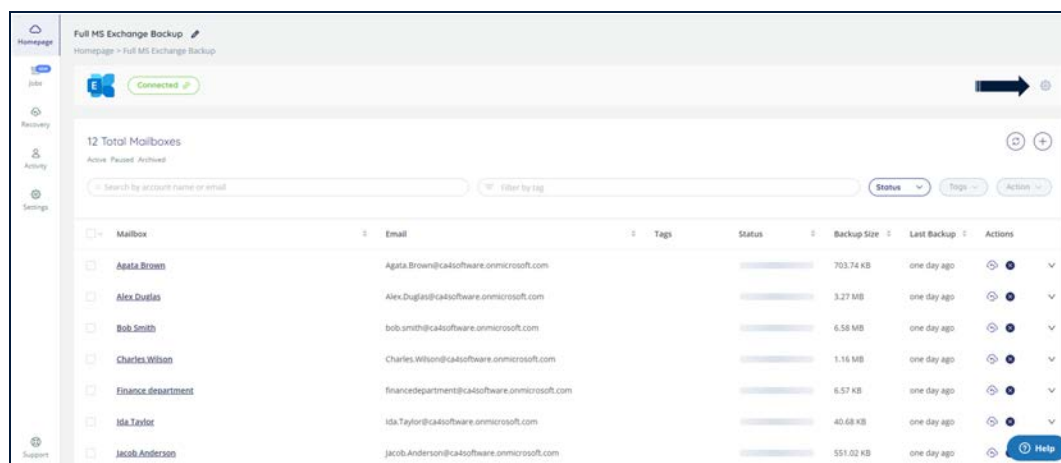 Homepage
Full MS Exchange Backup
Homepage > Full MS Exchange Backup
NEW
Jobs
Recovery
Activity
Settings
Support
E
Connected
12 Total Mailboxes
Active Paused Archived
Search by account name or email
Filter by tag
Status
Tags
Action
Mailbox Email Tags Status Backup Size Last Backup Actions
Agata Brown Agata.Brown@ca4software.onmicrosoft.com 703.74 KB one day ago
Alex Duglas Alex.Duglas@ca4software.onmicrosoft.com 3.27 MB one day ago
Bob Smith bob.smith@ca4software.onmicrosoft.com 6.58 MB one day ago
Charles Wilson Charles.Wilson@ca4software.onmicrosoft.com 1.16 MB one day ago
Finance department financedepartment@ca4software.onmicrosoft.com 6.57 KB one day ago
Ida Taylor Ida.Taylor@ca4software.onmicrosoft.com 40.68 KB one day ago
Jacob Anderson Jacob.Anderson@ca4software.onmicrosoft.com 551.02 KB one day ago
Help